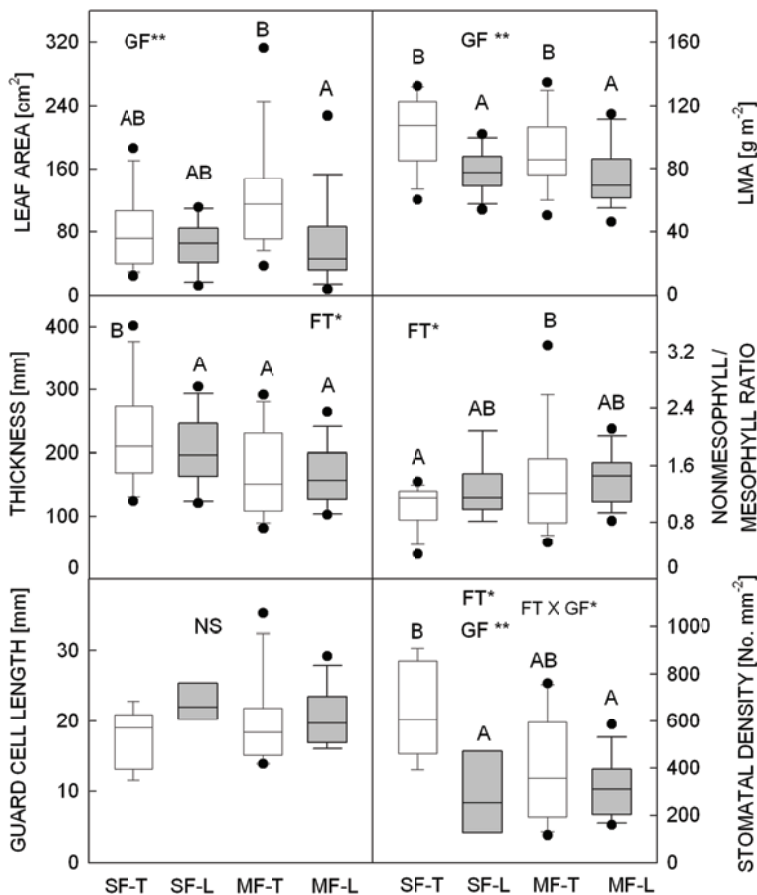 LEAF AREA [cm²]
320
240
160
80
0
GF**
AB
AB
B
A
GF **
B
A
B
A
160
120
80
40
0
LMA [g m⁻²]
THICKNESS [mm]
400
300
200
100
0
B
A
A
A
FT*
FT*
A
AB
B
AB
3.2
2.4
1.6
0.8
0
NONMESOPHYLL/
MESOPHYLL RATIO
GUARD CELL LENGTH [mm]
30
20
10
0
NS
FT*
GF **
FT X GF*
B
A
AB
A
1000
800
600
400
200
0
STOMATAL DENSITY [No. mm⁻²]
SF-T
SF-L
MF-T
MF-L
SF-T
SF-L
MF-T
MF-L